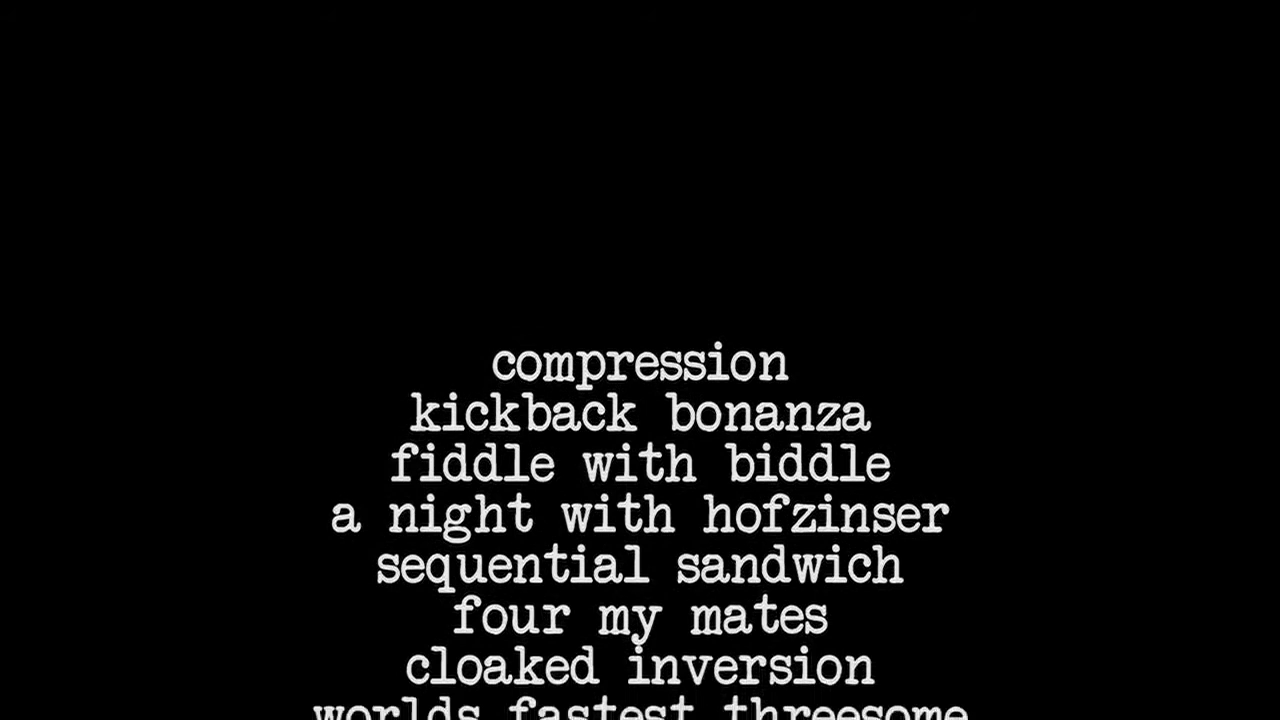 compression
kickback bonanza
fiddle with biddle
a night with hofzinser
sequential sandwich
four my mates
cloaked inversion
worlds fastest threesome